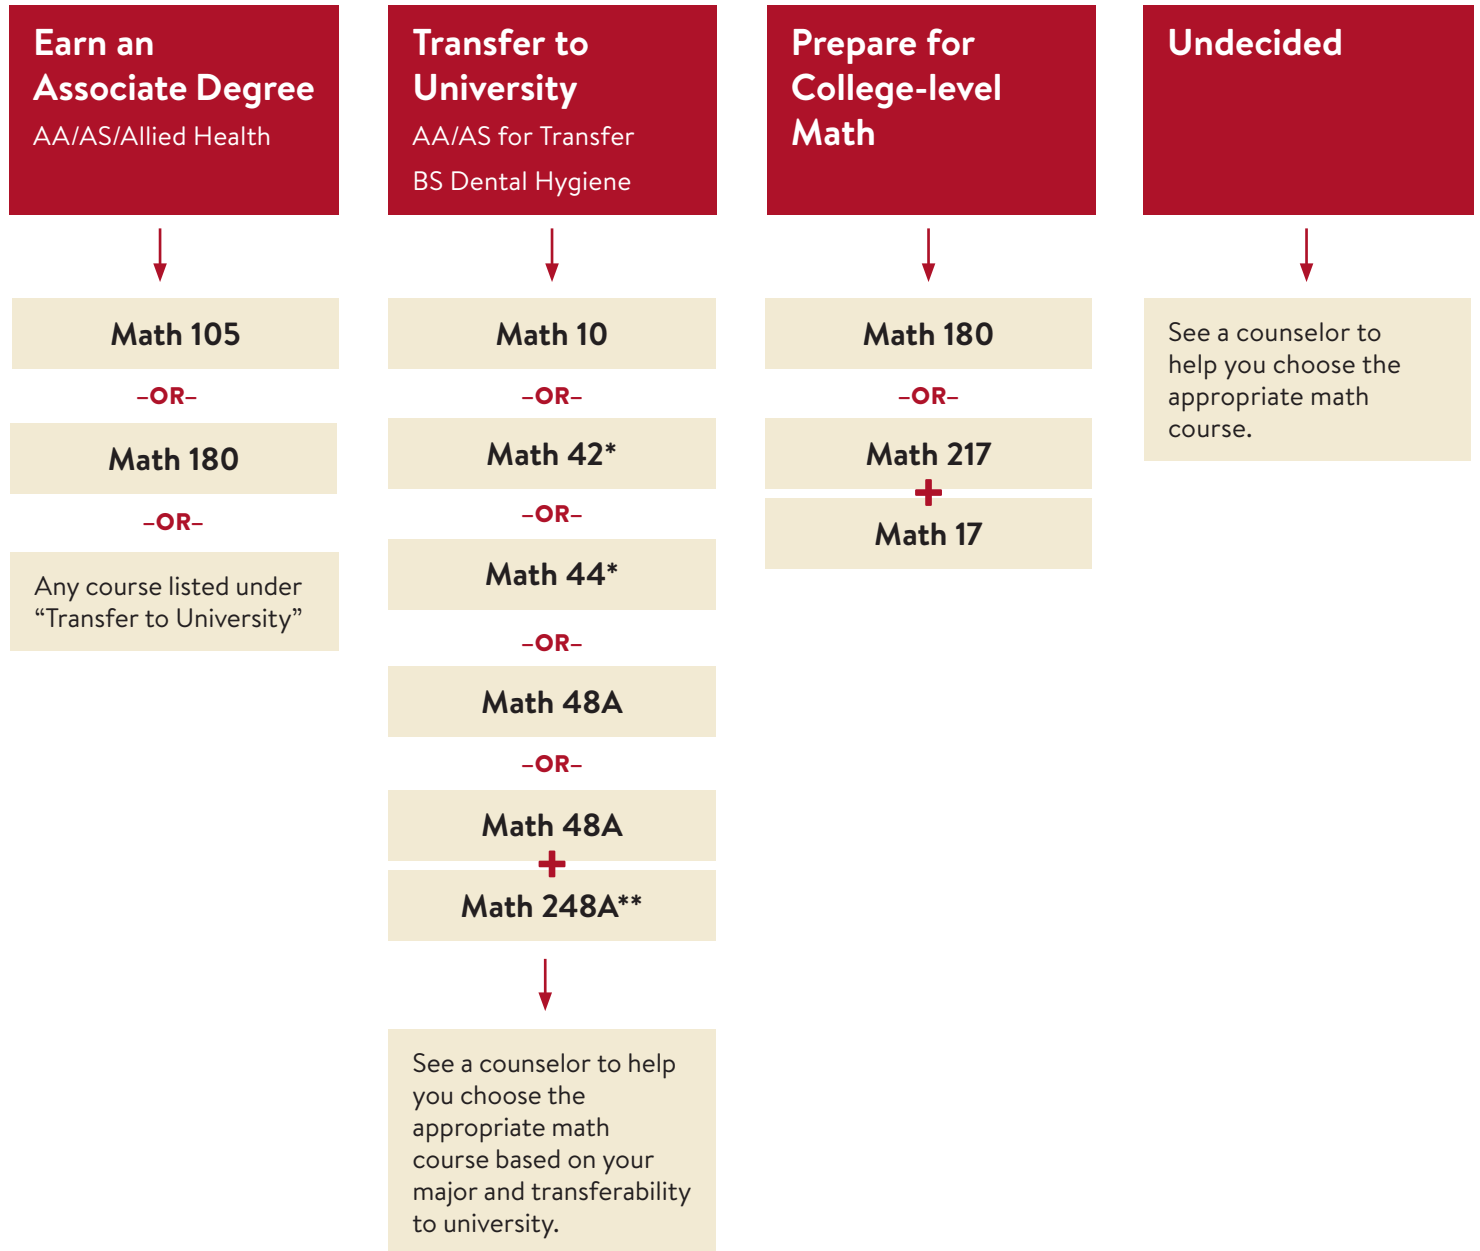 Earn an
Associate Degree
AA/AS/Allied Health
Math 105
–OR–
Math 180
–OR–
Any course listed under
“Transfer to University”
Transfer to
University
AA/AS for Transfer
BS Dental Hygiene
Math 10
–OR–
Math 42*
–OR–
Math 44*
–OR–
Math 48A
–OR–
Math 48A
+
Math 248A**
See a counselor to help
you choose the
appropriate math
course based on your
major and transferability
to university.
Prepare for
College-level
Math
Math 180
–OR–
Math 217
+
Math 17
Undecided
See a counselor to
help you choose the
appropriate math
course.